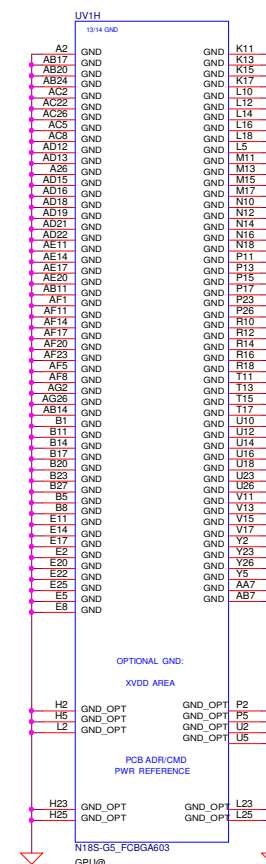 UV1H
13/14 GND
A2 GND GND K11
AB17 GND GND K13
AB20 GND GND K15
AB24 GND GND K17
AC2 GND GND L10
AC22 GND GND L12
AC26 GND GND L14
AC5 GND GND L16
AC8 GND GND L18
AD12 GND GND L5
AD13 GND GND M11
A26 GND GND M13
AD15 GND GND M15
AD16 GND GND M17
AD18 GND GND N10
AD19 GND GND N12
AD21 GND GND N14
AD22 GND GND N16
AE11 GND GND N18
AE14 GND GND P11
AE17 GND GND P13
AE20 GND GND P15
AB11 GND GND P17
AF1 GND GND P23
AF11 GND GND P26
AF14 GND GND R10
AF17 GND GND R12
AF20 GND GND R14
AF23 GND GND R16
AF5 GND GND R18
AF8 GND GND T11
AG2 GND GND T13
AG26 GND GND T15
AB14 GND GND T17
B1 GND GND U10
B11 GND GND U12
B14 GND GND U14
B17 GND GND U16
B20 GND GND U18
B23 GND GND U23
B27 GND GND U26
B5 GND GND V11
B8 GND GND V13
E11 GND GND V15
E14 GND GND V17
E17 GND GND Y2
E2 GND GND Y23
E20 GND GND Y26
E22 GND GND Y5
E25 GND GND AA7
E5 GND GND AB7
E8 GND
OPTIONAL GND:
XVDD AREA
H2 GND_OPT GND_OPT P2
H5 GND_OPT GND_OPT P5
L2 GND_OPT GND_OPT U2
GND_OPT U5
PCB ADR/CMD
PWR REFERENCE
H23 GND_OPT GND_OPT L23
H25 GND_OPT GND_OPT L25
N18S-G5_FCBGA603
GPU@